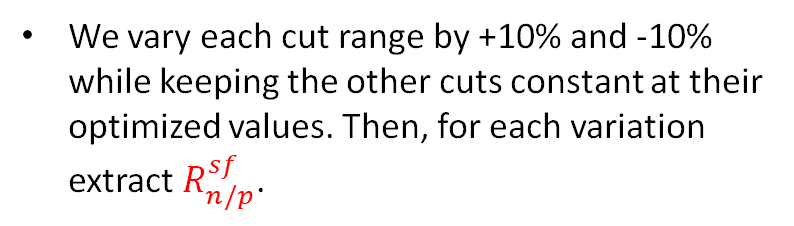 • We vary each cut range by +10% and -10%
while keeping the other cuts constant at their
optimized values. Then, for each variation
extract $R_{n/p}^{sf}$.